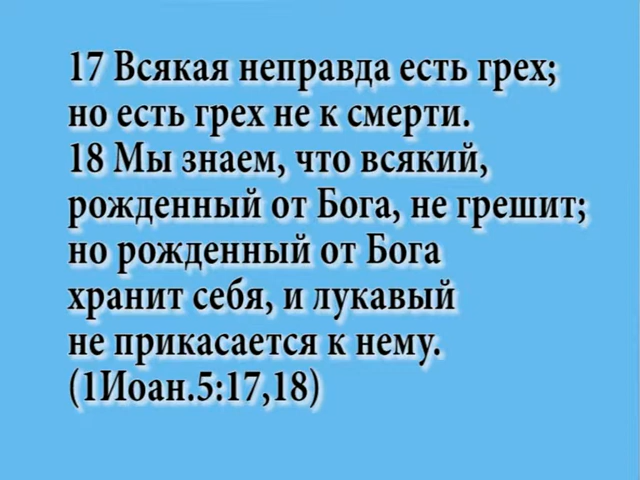 17 Всякая неправда есть грех;
но есть грех не к смерти.
18 Мы знаем, что всякий,
рожденный от Бога, не грешит;
но рожденный от Бога
хранит себя, и лукавый
не прикасается к нему.
(1Иоан.5:17,18)